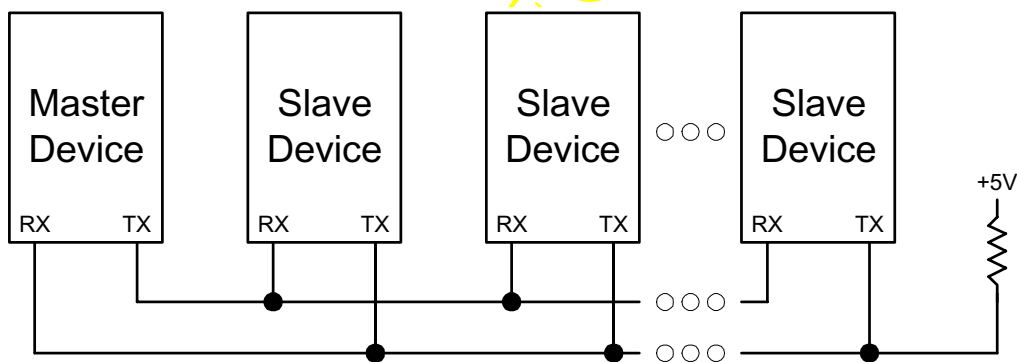 Master
Device
Slave
Device
Slave
Device
Slave
Device
RX TX
RX TX
RX TX
RX TX
+5V